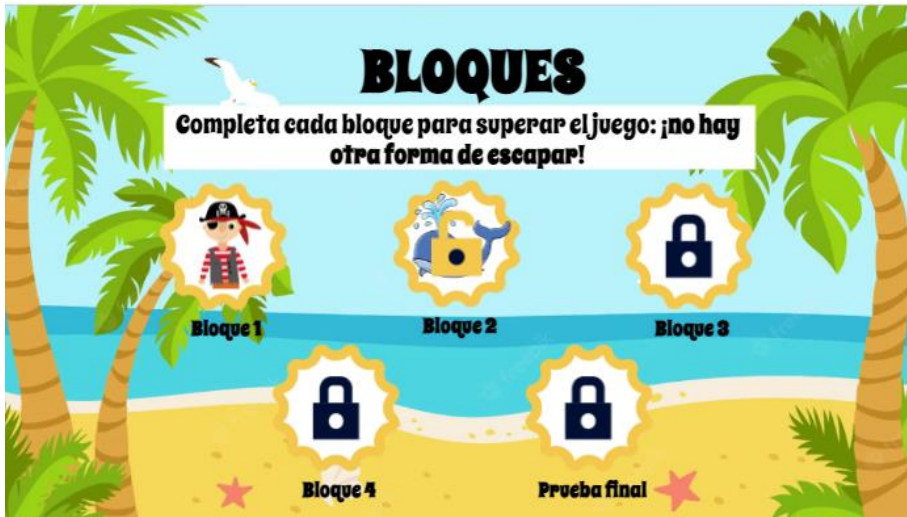 BLOQUES
Completa cada bloque para superar el juego: ¡no hay
otra forma de escapar!
Bloque 1
Bloque 2
Bloque 3
Bloque 4
Prueba final